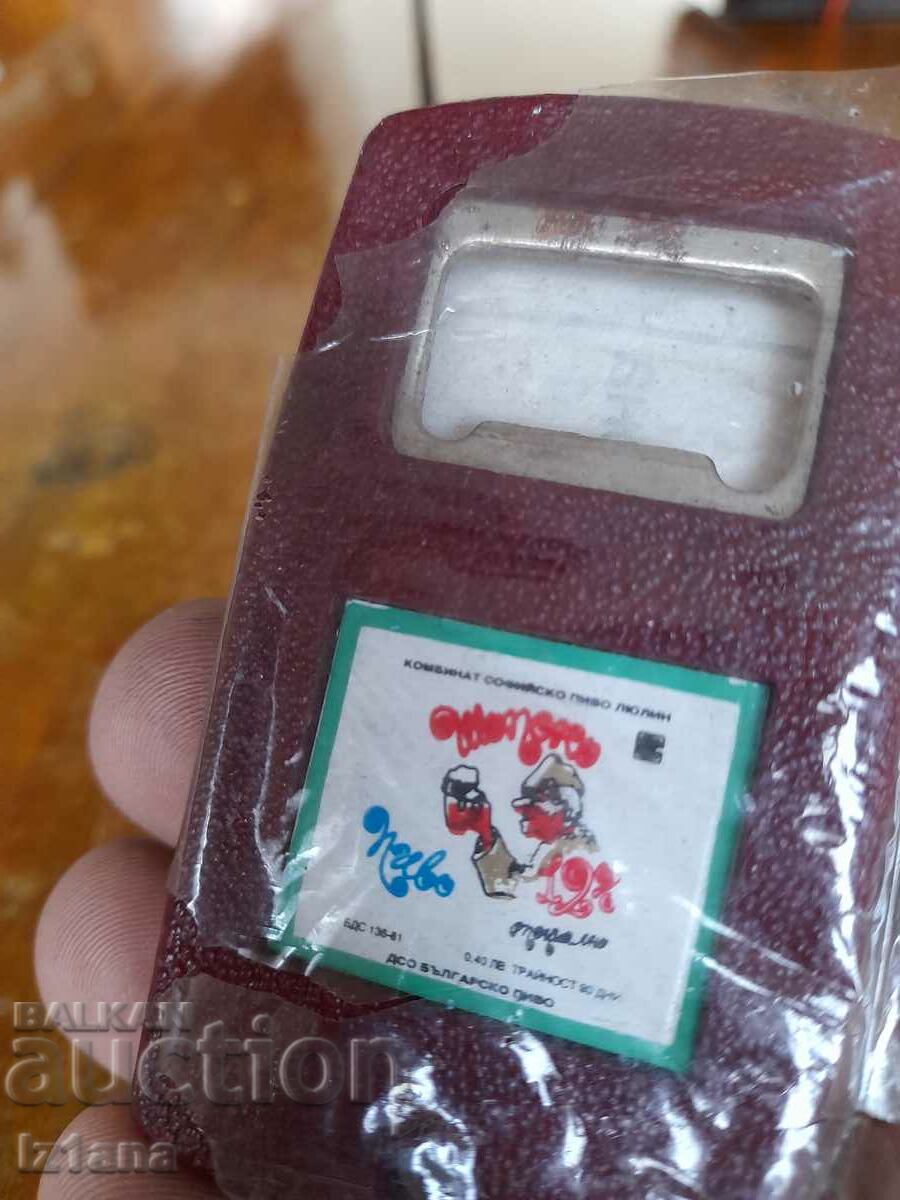 КОМБИНАТ СОФИЙСКО ПИВО ЛЮЛИН
Пиво
12%
специално
БДС 136-81
0,40 ЛВ. ТРАЙНОСТ 90 ДНИ
ДСО БЪЛГАРСКО ПИВО
BALKAN
auction
Iz1ana